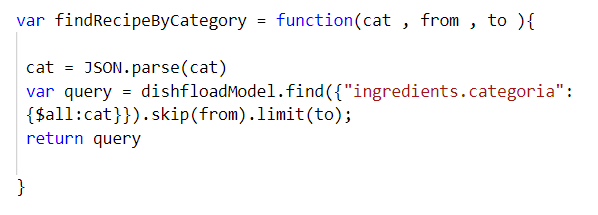 var findRecipeByCategory = function(cat , from , to ){
cat = JSON.parse(cat)
var query = dishfloadModel.find({"ingredients.categoria":
{$all:cat}}).skip(from).limit(to);
return query
}